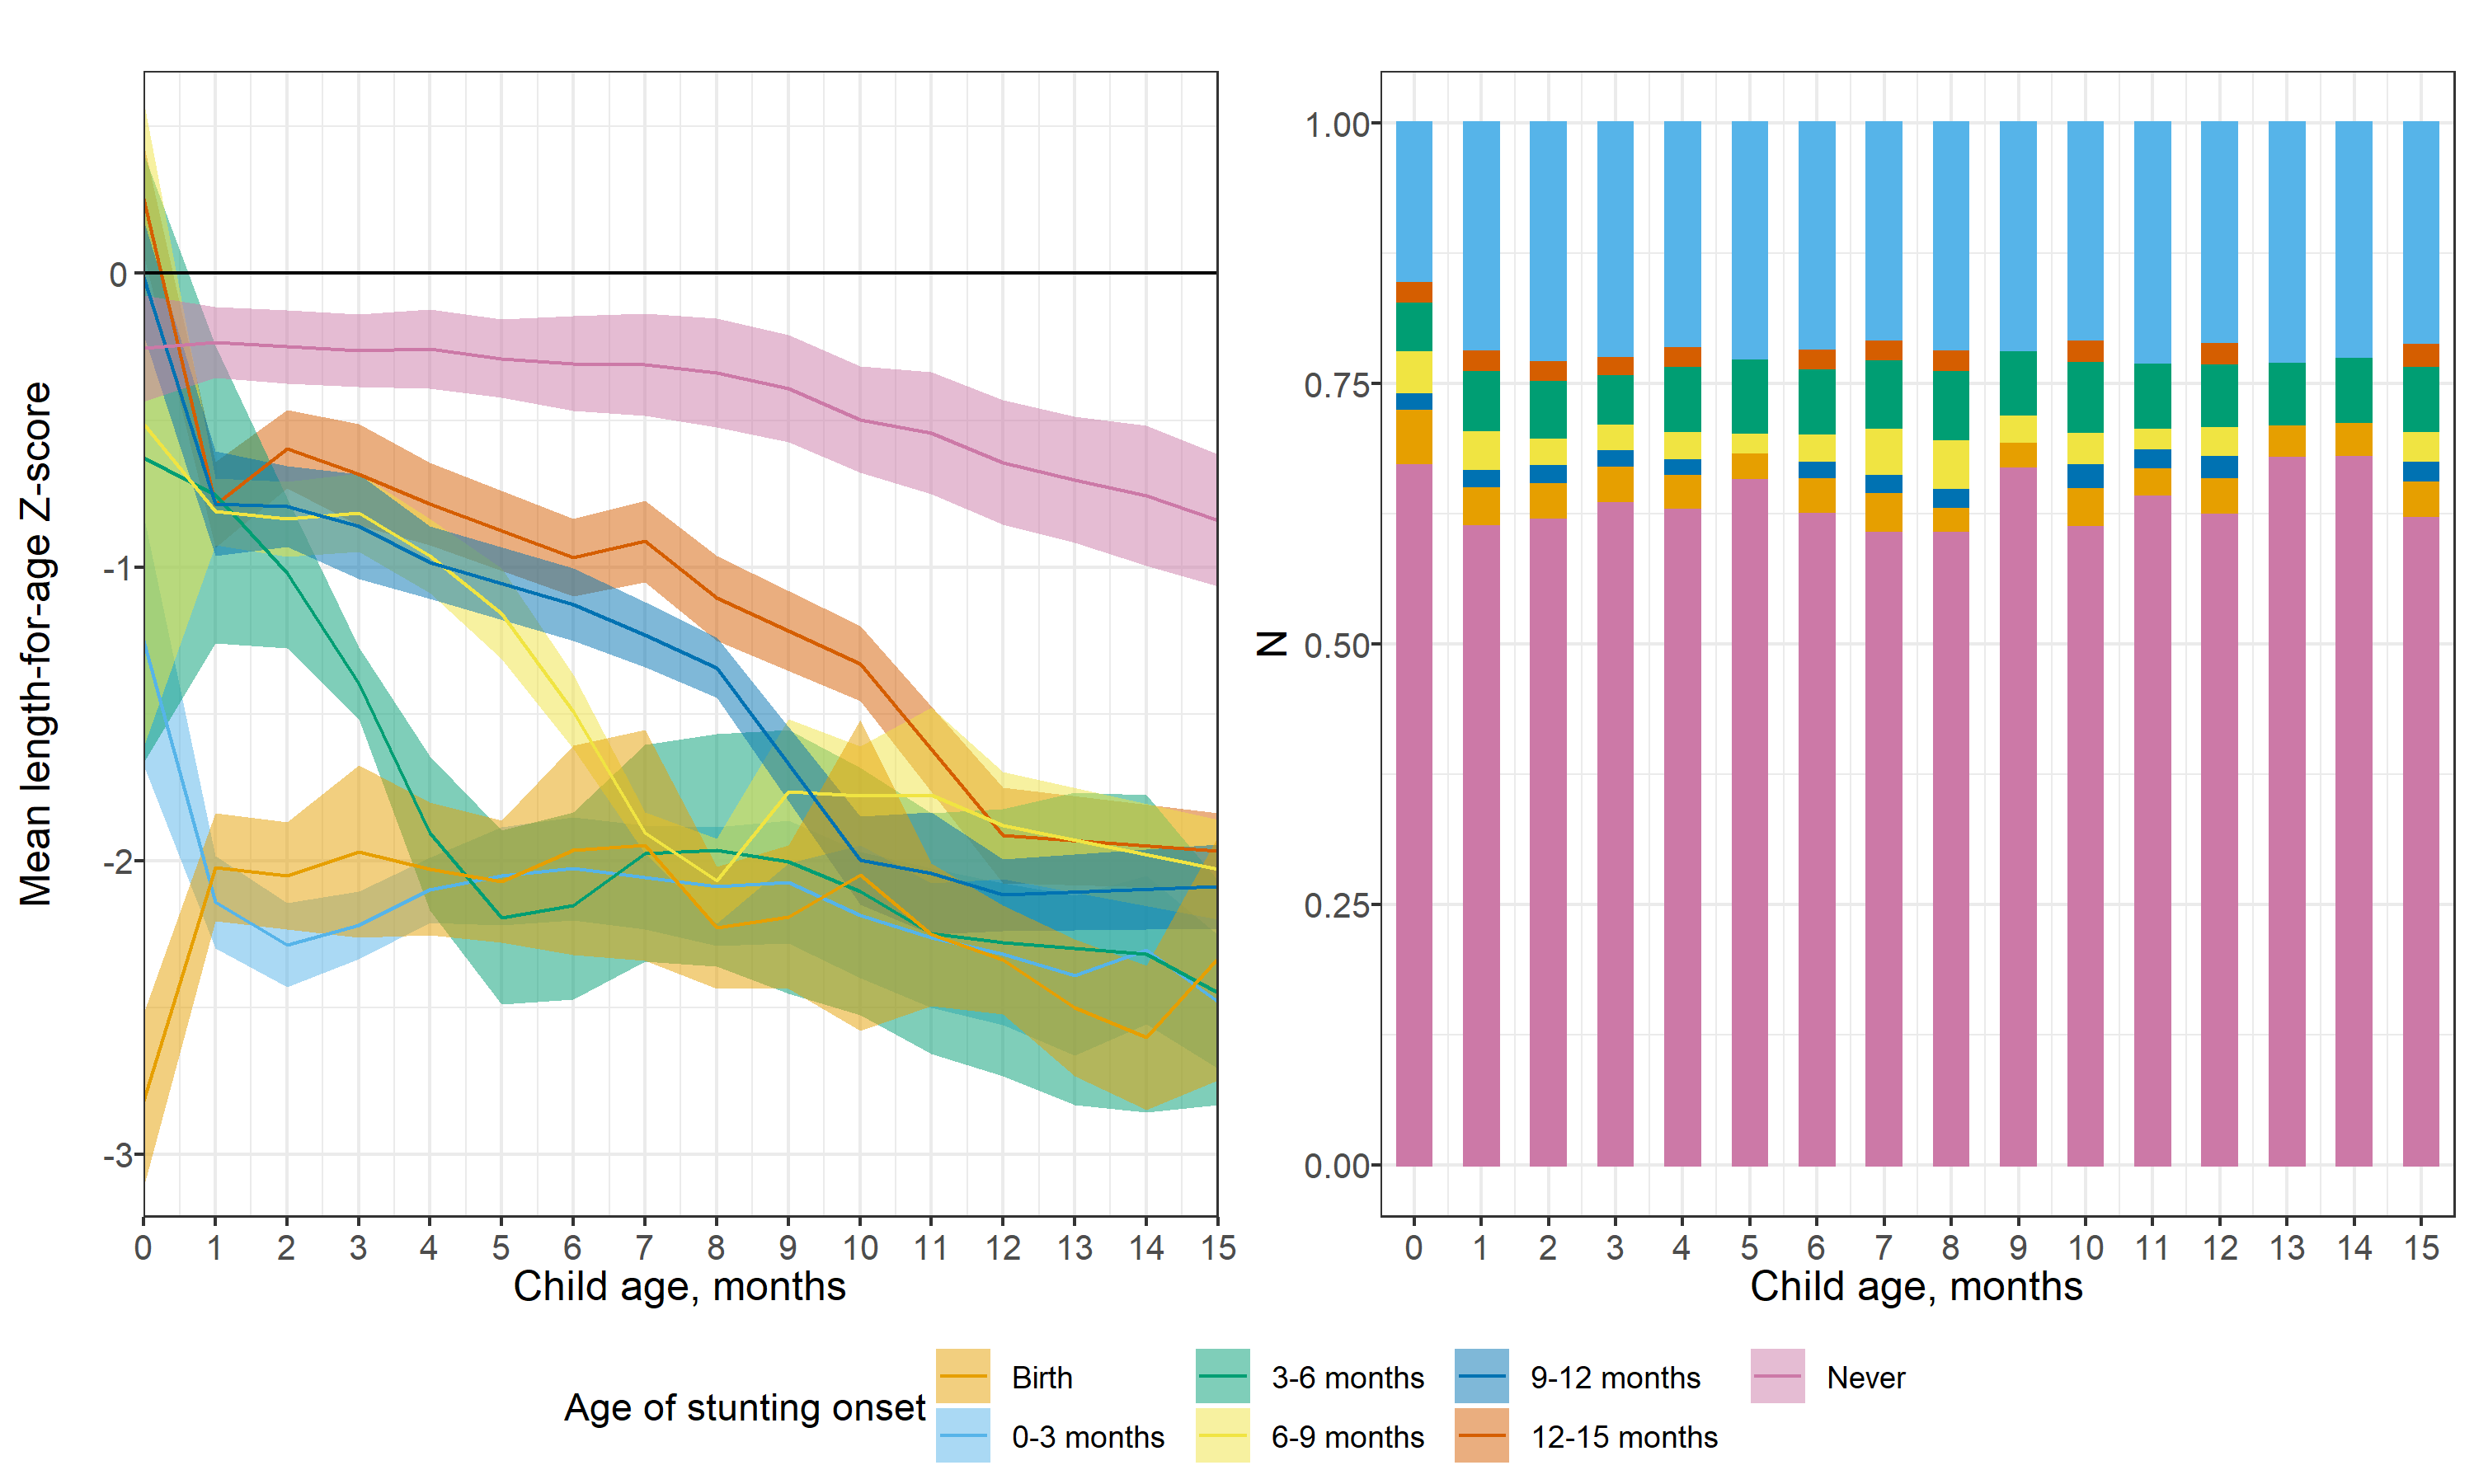 Mean length-for-age Z-score
0
-1
-2
-3
0 1 2 3 4 5 6 7 8 9 10 11 12 13 14 15
Child age, months
N
1.00
0.75
0.50
0.25
0.00
0 1 2 3 4 5 6 7 8 9 10 11 12 13 14 15
Child age, months
Age of stunting onset
Birth
0-3 months
3-6 months
6-9 months
9-12 months
12-15 months
Never